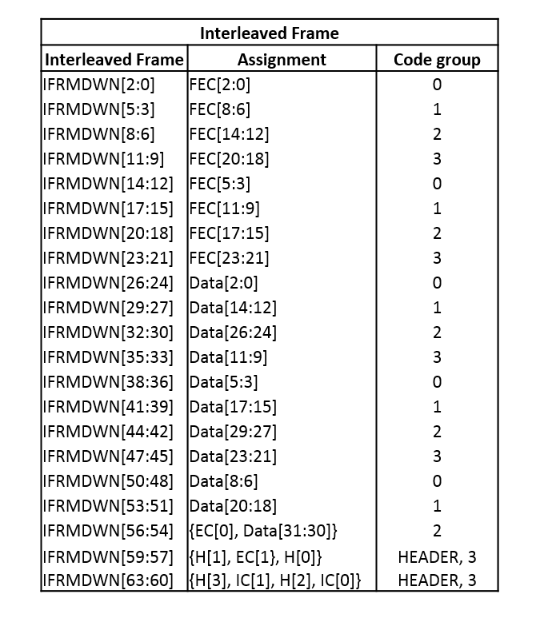 Interleaved Frame
Interleaved Frame Assignment Code group
IFRMDWN[2:0] FEC[2:0] 0
IFRMDWN[5:3] FEC[8:6] 1
IFRMDWN[8:6] FEC[14:12] 2
IFRMDWN[11:9] FEC[20:18] 3
IFRMDWN[14:12] FEC[5:3] 0
IFRMDWN[17:15] FEC[11:9] 1
IFRMDWN[20:18] FEC[17:15] 2
IFRMDWN[23:21] FEC[23:21] 3
IFRMDWN[26:24] Data[2:0] 0
IFRMDWN[29:27] Data[14:12] 1
IFRMDWN[32:30] Data[26:24] 2
IFRMDWN[35:33] Data[11:9] 3
IFRMDWN[38:36] Data[5:3] 0
IFRMDWN[41:39] Data[17:15] 1
IFRMDWN[44:42] Data[29:27] 2
IFRMDWN[47:45] Data[23:21] 3
IFRMDWN[50:48] Data[8:6] 0
IFRMDWN[53:51] Data[20:18] 1
IFRMDWN[56:54] {EC[0], Data[31:30]} 2
IFRMDWN[59:57] {H[1], EC{1}, H[0]} HEADER, 3
IFRMDWN[63:60] {H[3], IC[1], H[2], IC[0]} HEADER, 3